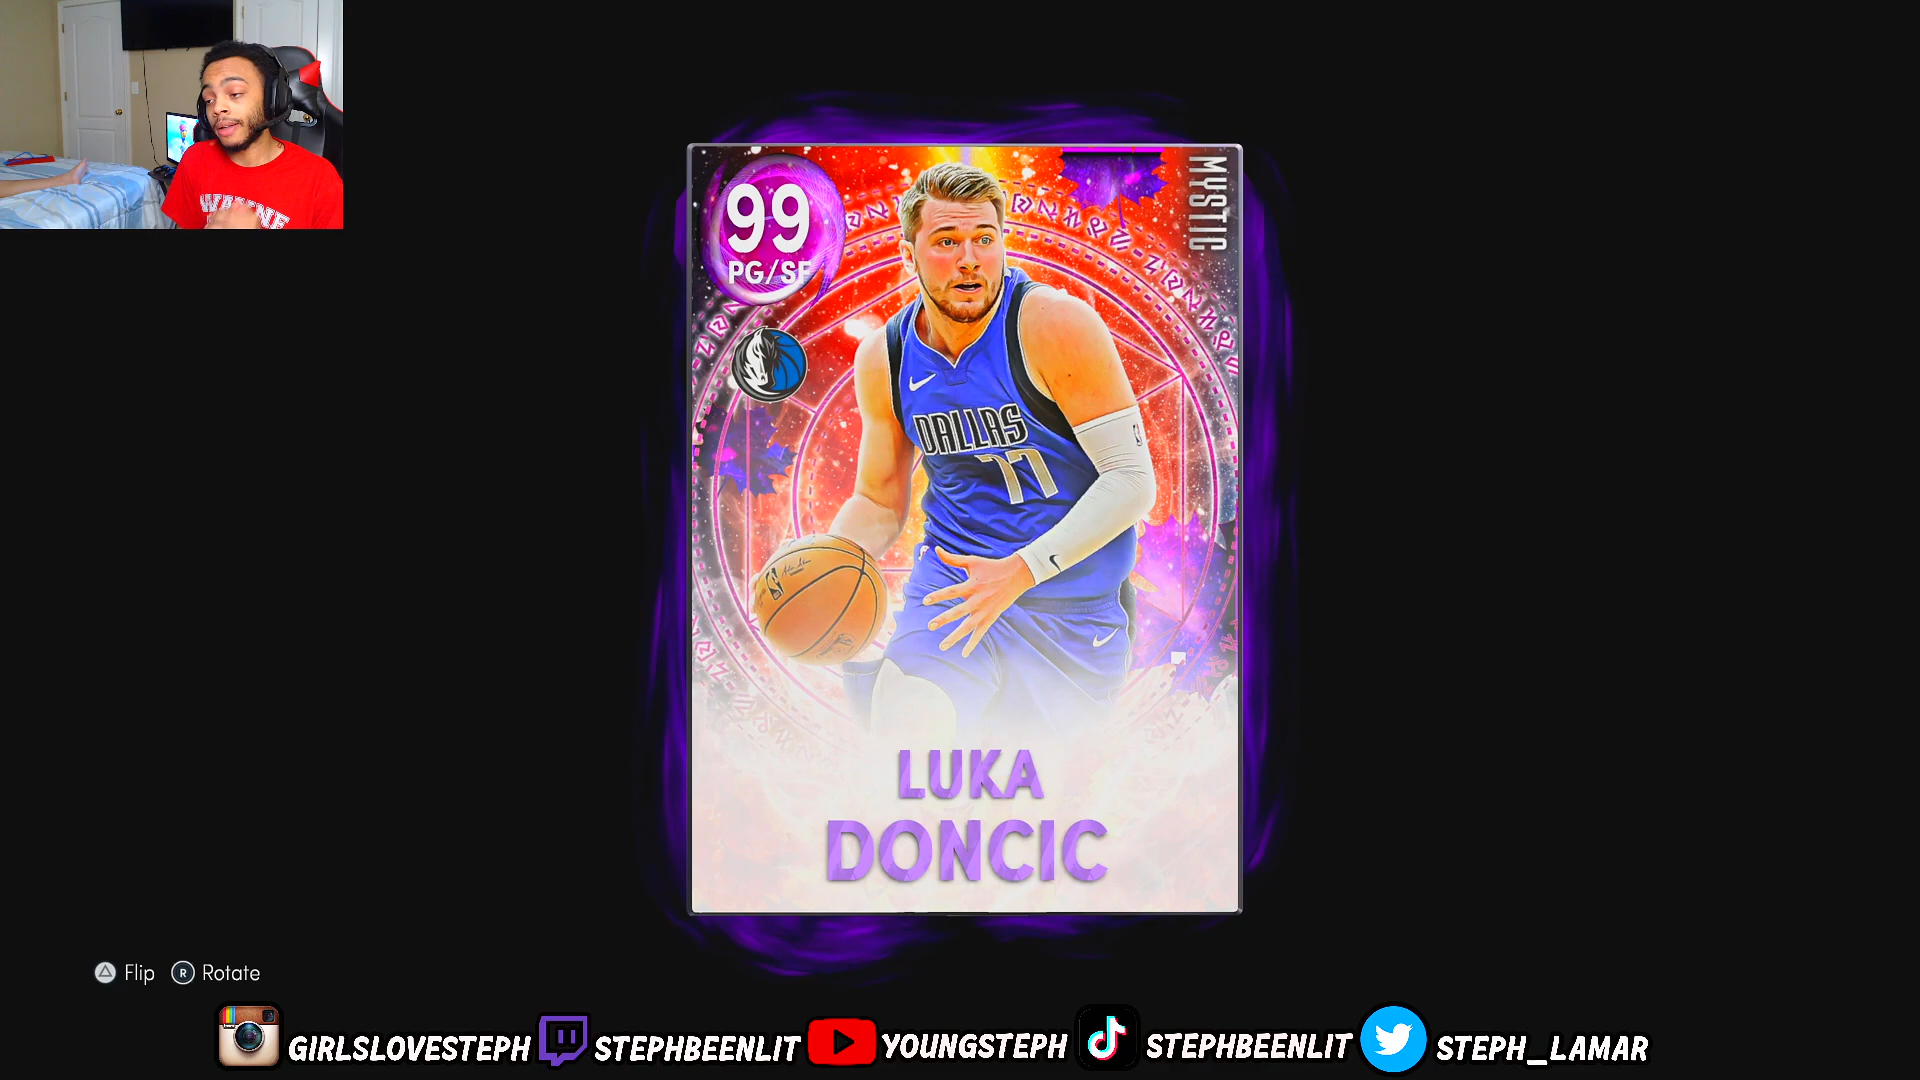 99
PG/SF
MYSTIC
DALLAS
77
LUKA
DONCIC
Flip
R Rotate
GIRLSLOVESTEPH
STEPHBEENLIT
YOUNGSTEPH
STEPHBEENLIT
STEPH_LAMAR